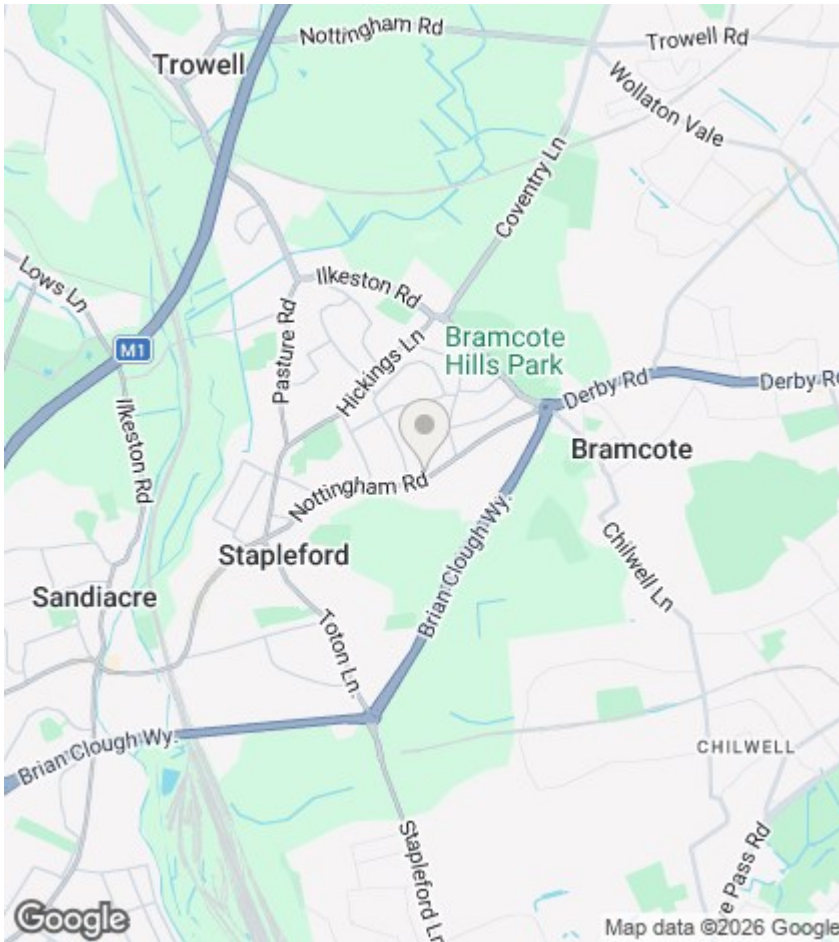 Nottingham Rd
Trowell Rd
Trowell
Wollaton Vale
Coventry Ln
Lows Ln
Ilkeston Rd
Pasture Rd
Hickings Ln
Bramcote
Hills Park
M1
Derby Rd
Derby Rd
Ilkeston Rd
Bramcote
Nottingham Rd
Brian Clough Wy.
Chilwell Ln
Stapleford
Sandiacre
Toton Ln.
Brian Clough Wy.
CHILWELL
Stapleford Ln
Pass Rd
Google
Map data ©2026 Google